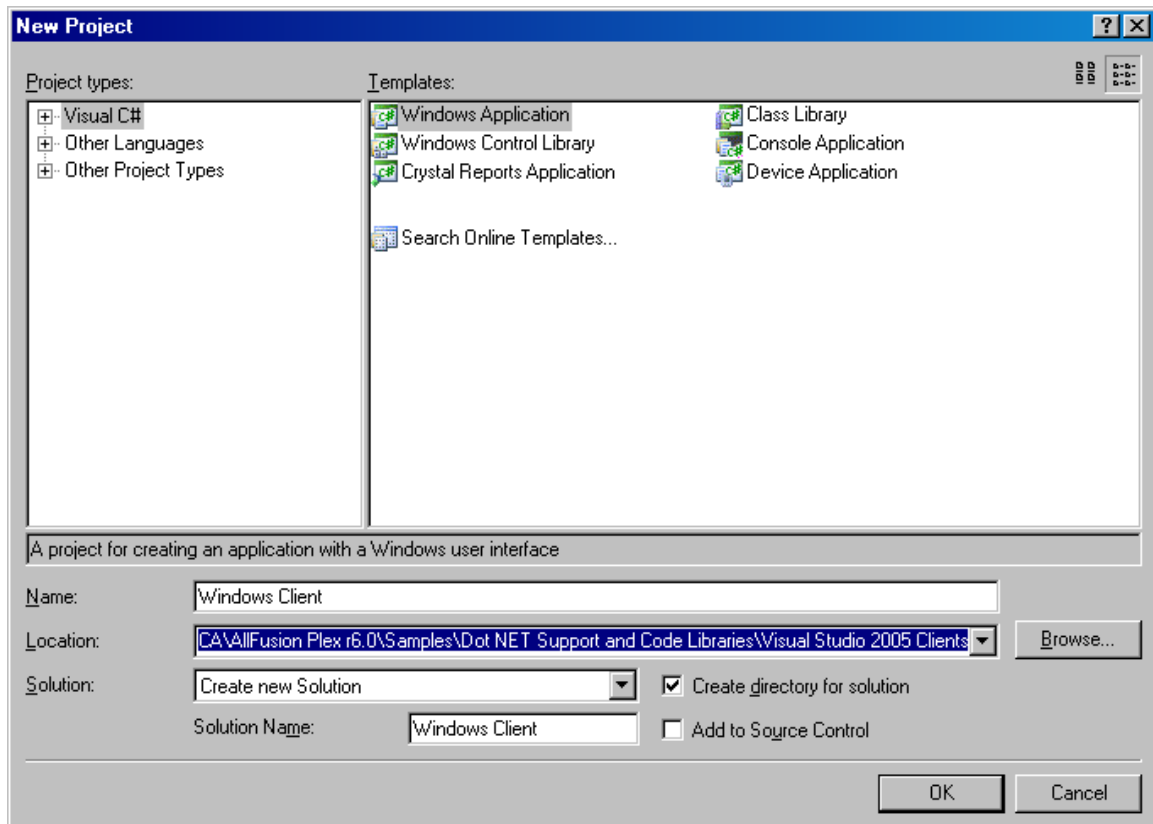 New Project
Project types:
Templates:
Visual C#
Other Languages
Other Project Types
Windows Application
Class Library
Windows Control Library
Console Application
Crystal Reports Application
Device Application
Search Online Templates...
A project for creating an application with a Windows user interface
Name:
Windows Client
Location:
CA\AllFusion Plex r6.0\Samples\Dot NET Support and Code Libraries\Visual Studio 2005 Clients
Browse...
Solution:
Create new Solution
Create directory for solution
Solution Name:
Windows Client
Add to Source Control
OK
Cancel